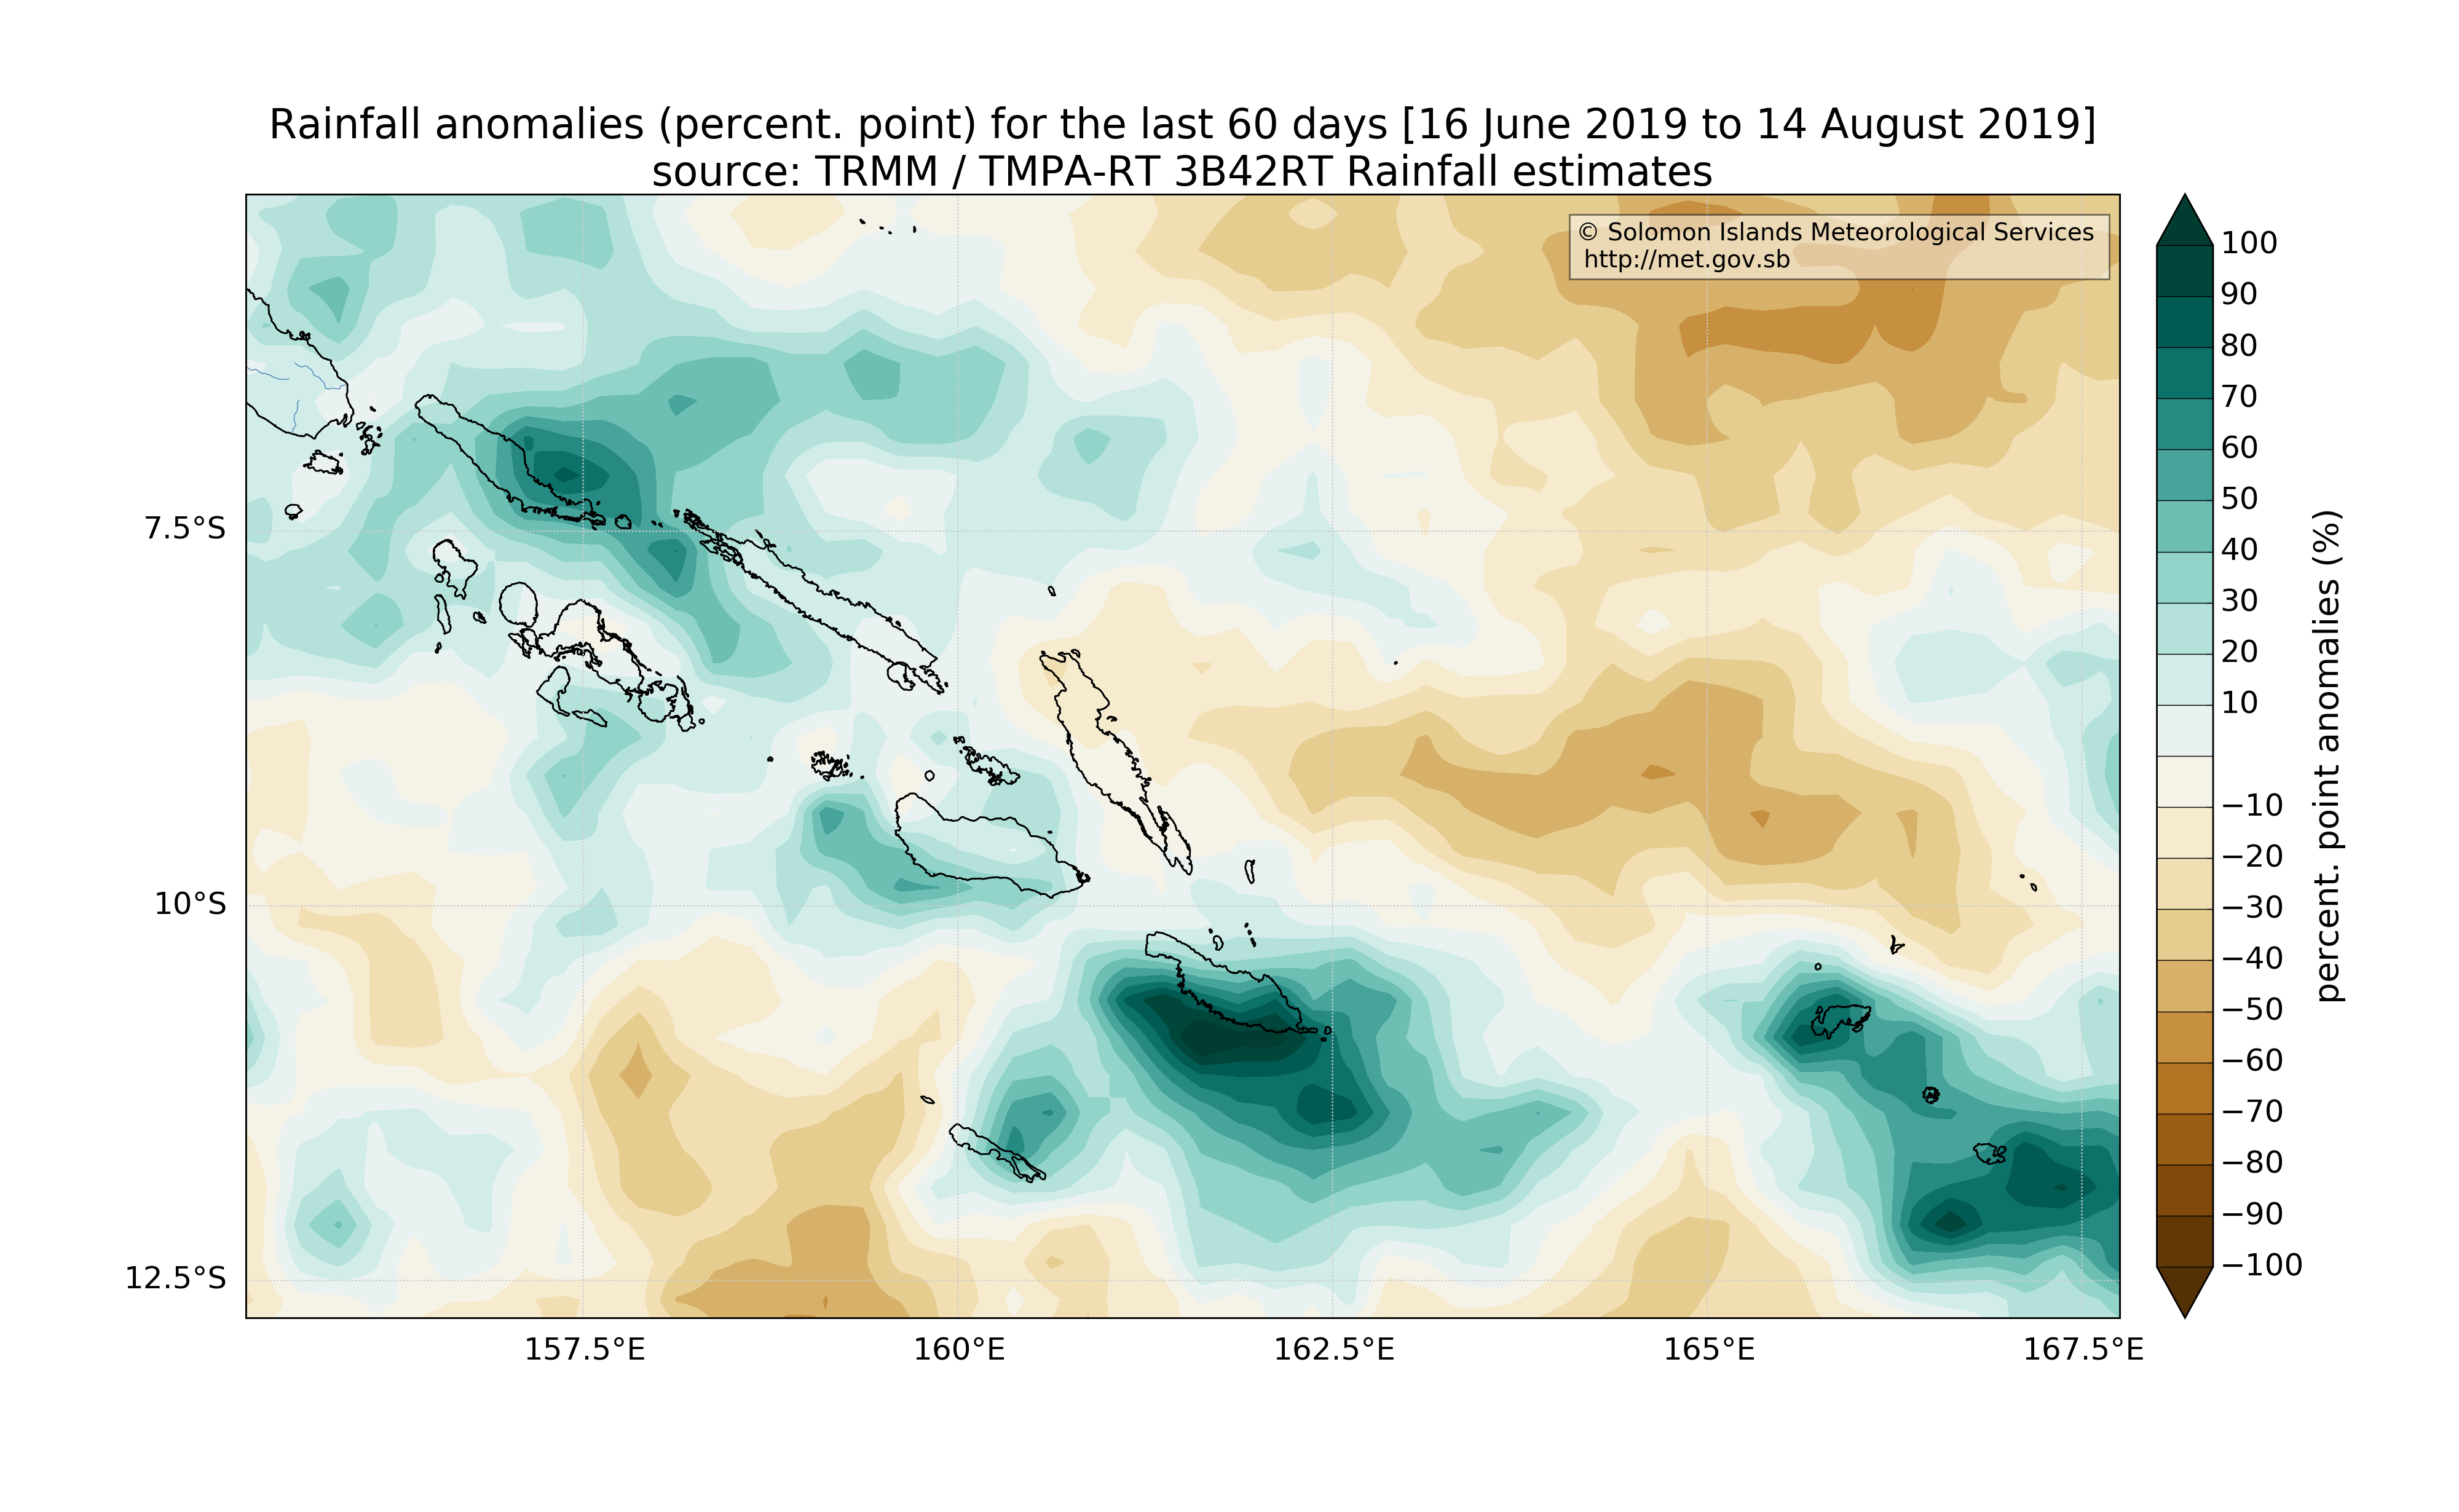 Rainfall anomalies (percent. point) for the last 60 days [16 June 2019 to 14 August 2019]
source: TRMM / TMPA-RT 3B42RT Rainfall estimates
© Solomon Islands Meteorological Services
http://met.gov.sb
7.5°S
10°S
12.5°S
157.5°E
160°E
162.5°E
165°E
167.5°E
100
90
80
70
60
50
40
30
20
10
−10
−20
−30
−40
−50
−60
−70
−80
−90
−100
percent. point anomalies (%)